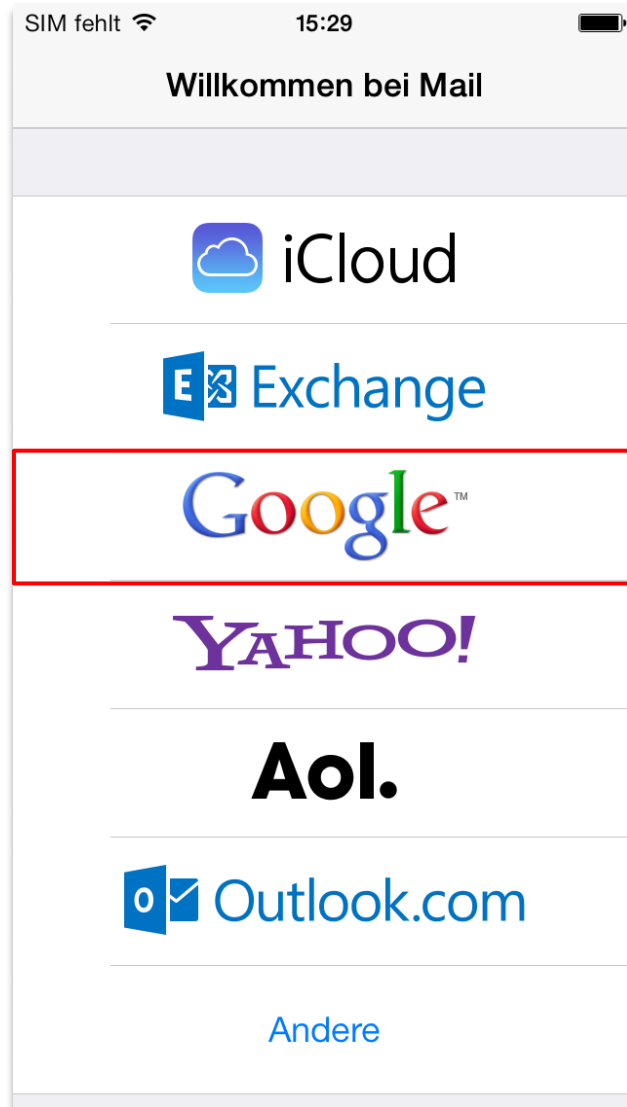 SIM fehlt 15:29
Willkommen bei Mail
iCloud
E Exchange
Google™
YAHOO!
Aol.
o Outlook.com
Andere